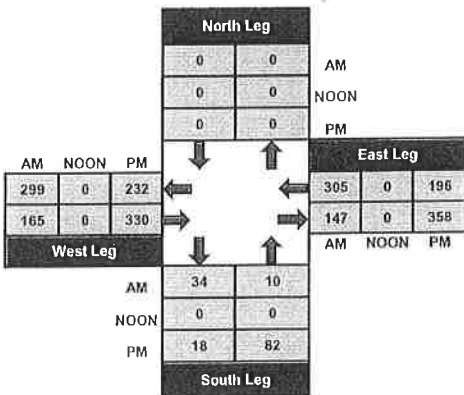 North Leg
0 0 AM
0 0 NOON
0 0 PM
AM NOON PM East Leg
299 0 232 305 0 196
165 0 330 147 0 358
West Leg AM NOON PM
AM 34 10
NOON 0 0
PM 18 82
South Leg